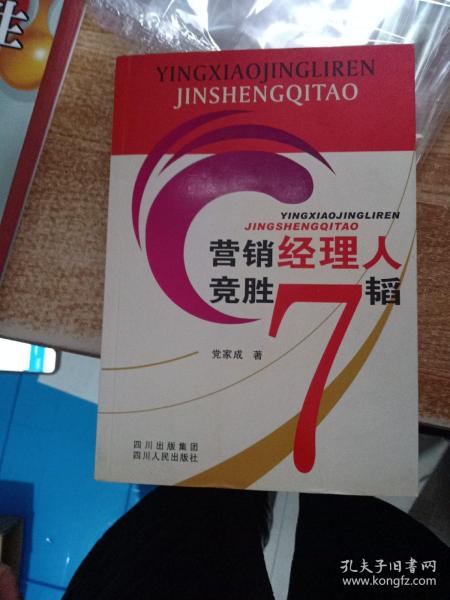 YINGXIAOJINGLIREN
JINSHENGQITAO
YINGXIAOJINGLIREN
JINGSHENGQITAO
营销经理人
竞胜7韬
党家成 著
四川出版集团
四川人民出版社
胜
孔夫子旧书网
www.kongfz.com